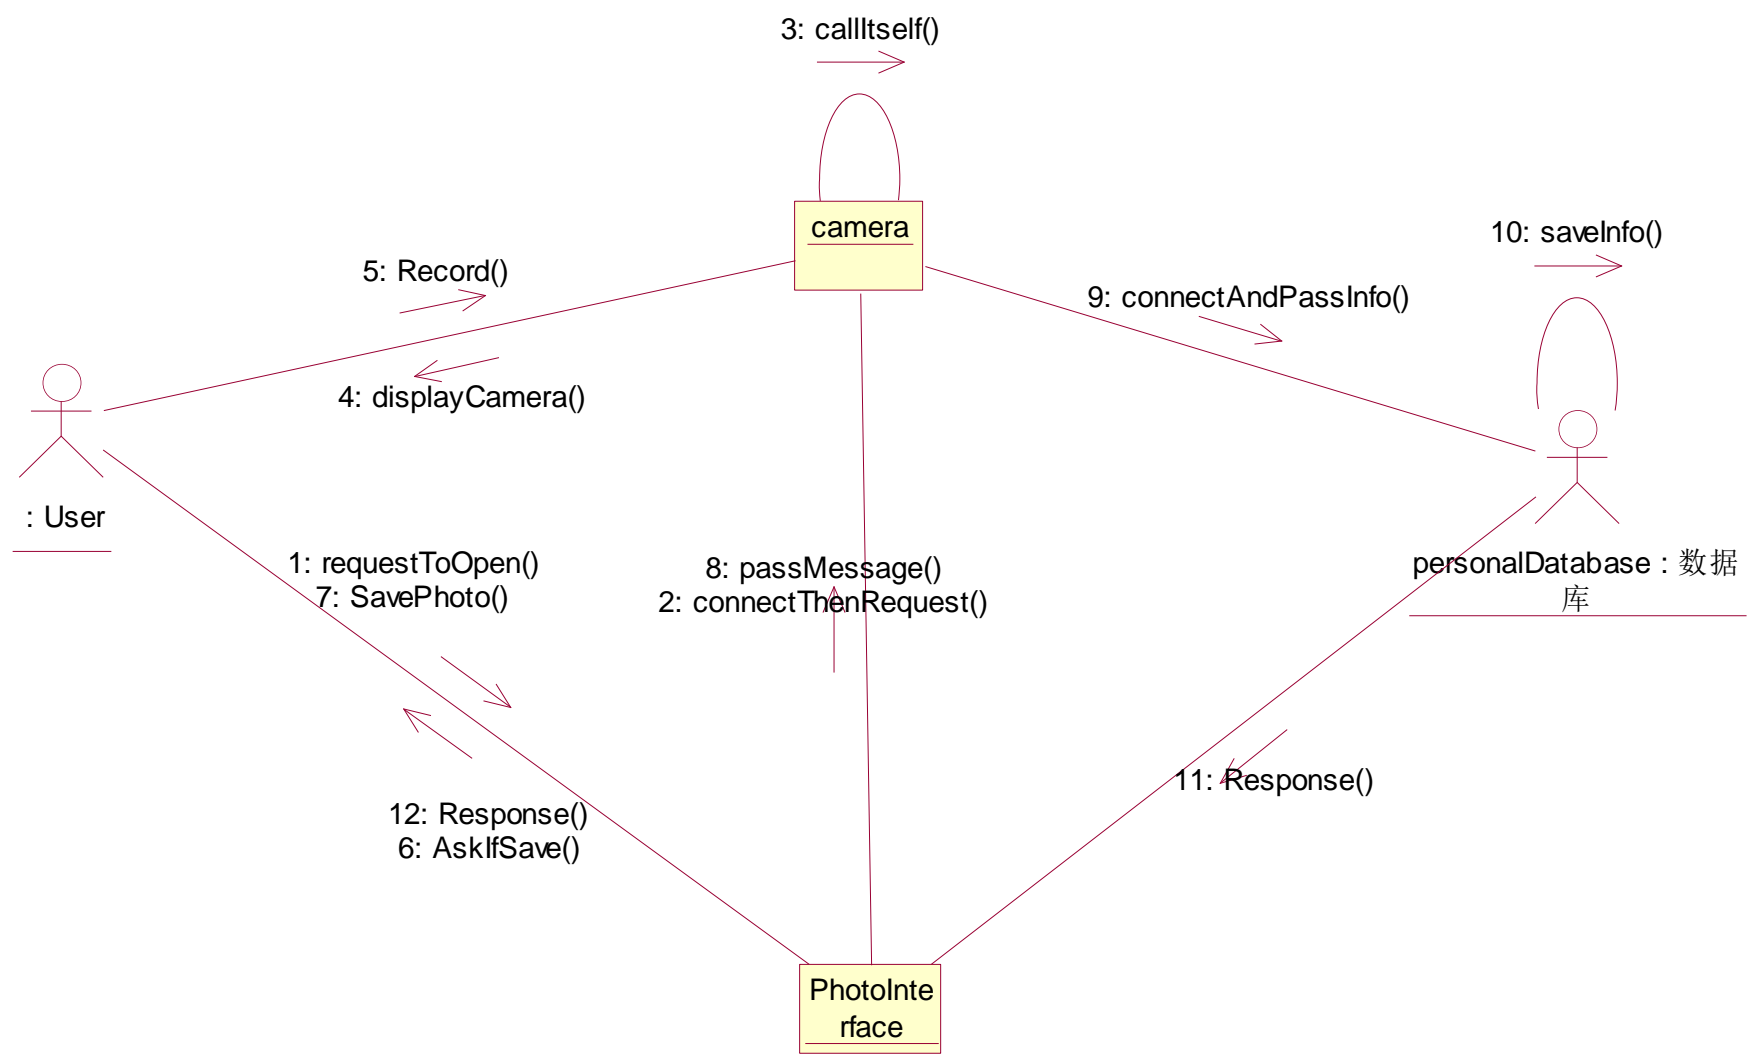 3: callItself()
camera
10: saveInfo()
5: Record()
9: connectAndPassInfo()
4: displayCamera()
: User
1: requestToOpen()
7: SavePhoto()
8: passMessage()
2: connectThenRequest()
personalDatabase : 数据
库
11: Response()
12: Response()
6: AskIfSave()
PhotoInte
rface